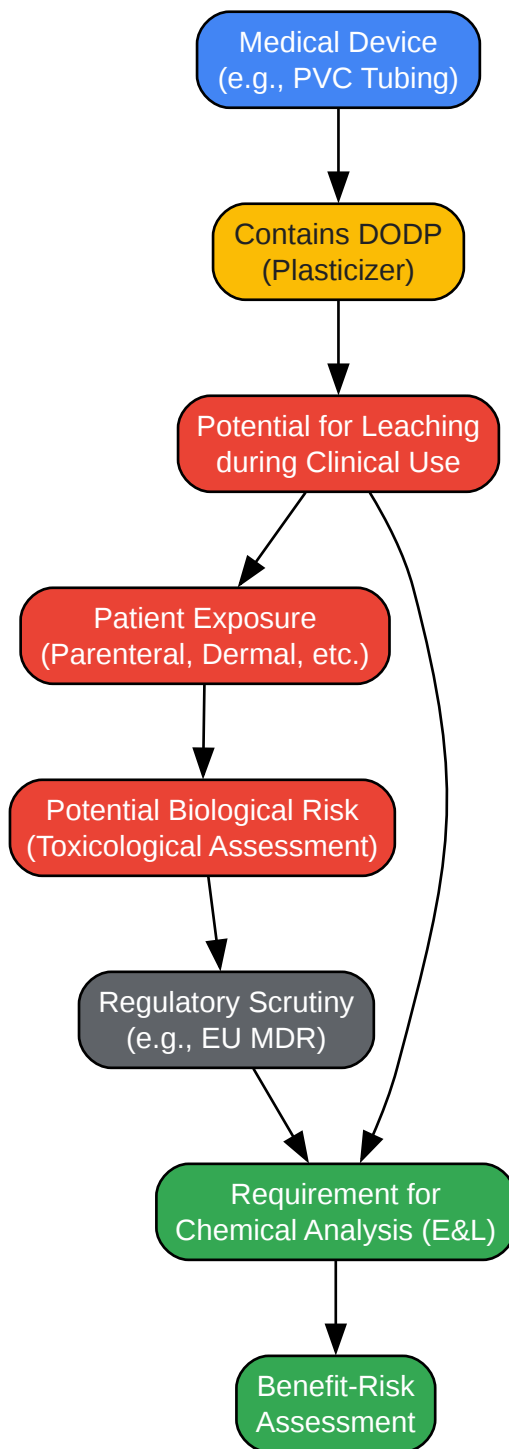 Medical Device
(e.g., PVC Tubing)
Contains DODP
(Plasticizer)
Potential for Leaching
during Clinical Use
Patient Exposure
(Parenteral, Dermal, etc.)
Potential Biological Risk
(Toxicological Assessment)
Regulatory Scrutiny
(e.g., EU MDR)
Requirement for
Chemical Analysis (E&L)
Benefit-Risk
Assessment